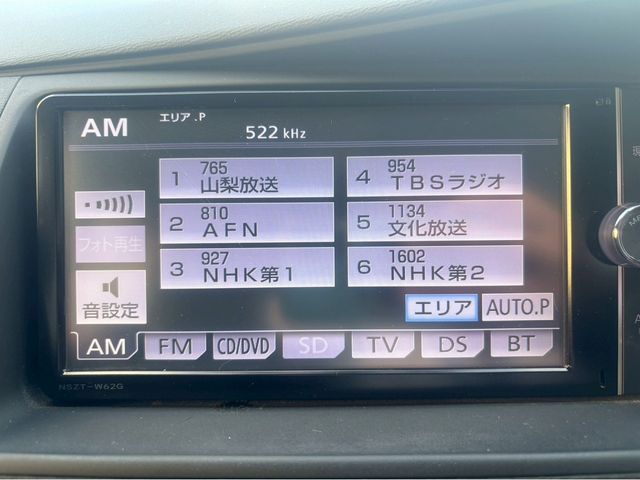 AM エリア.P 522 kHz
1 765 山梨放送
4 954 TBSラジオ
2 810 AFN
5 1134 文化放送
3 927 NHK第1
6 1602 NHK第2
フォト再生
音設定
エリア AUTO.P
AM FM CD/DVD SD TV DS BT
NSZT-W62G
現